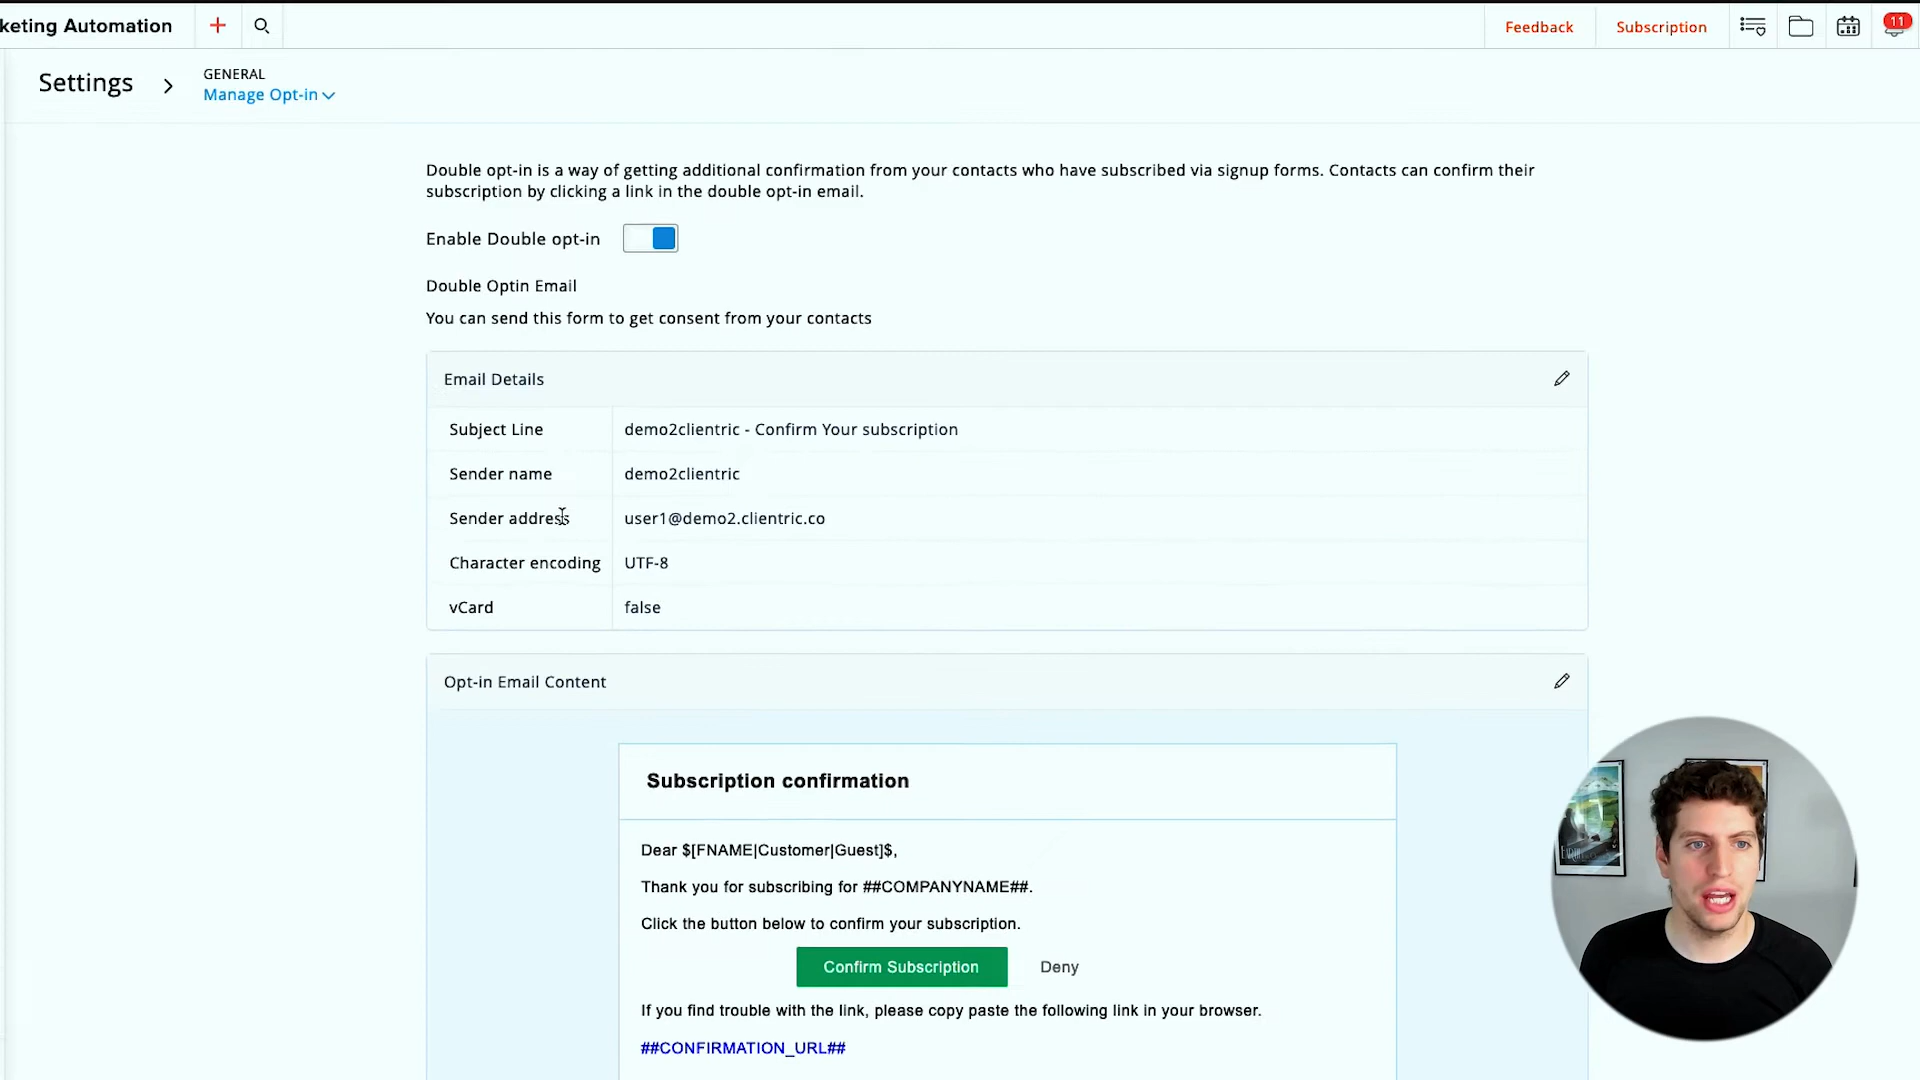 keting Automation
Feedback
Subscription
11
Settings
GENERAL
Manage Opt-in
Double opt-in is a way of getting additional confirmation from your contacts who have subscribed via signup forms. Contacts can confirm their
subscription by clicking a link in the double opt-in email.
Enable Double opt-in
Double Optin Email
You can send this form to get consent from your contacts
Email Details
Subject Line demo2clientric - Confirm Your subscription
Sender name demo2clientric
Sender address user1@demo2.clientric.co
Character encoding UTF-8
vCard false
Opt-in Email Content
Subscription confirmation
Dear $[FNAME|Customer|Guest]$,
Thank you for subscribing for ##COMPANYNAME##.
Click the button below to confirm your subscription.
Confirm Subscription Deny
If you find trouble with the link, please copy paste the following link in your browser.
##CONFIRMATION_URL##